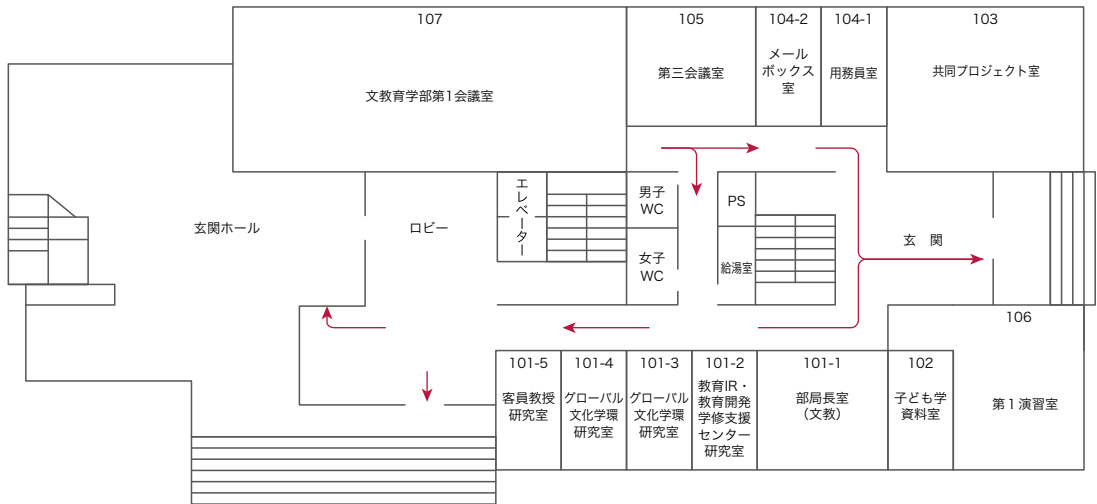 107
文教育学部第1会議室
105
第三会議室
104-2
メール
ボックス
室
104-1
用務員室
103
共同プロジェクト室
玄関ホール
ロビー
エレベーター
男子
WC
女子
WC
PS
給湯室
玄 関
106
第1演習室
101-5
客員教授
研究室
101-4
グローバル
文化学環
研究室
101-3
グローバル
文化学環
研究室
101-2
教育IR・
教育開発
学修支援
センター
研究室
101-1
部局長室
(文教)
102
子ども学
資料室